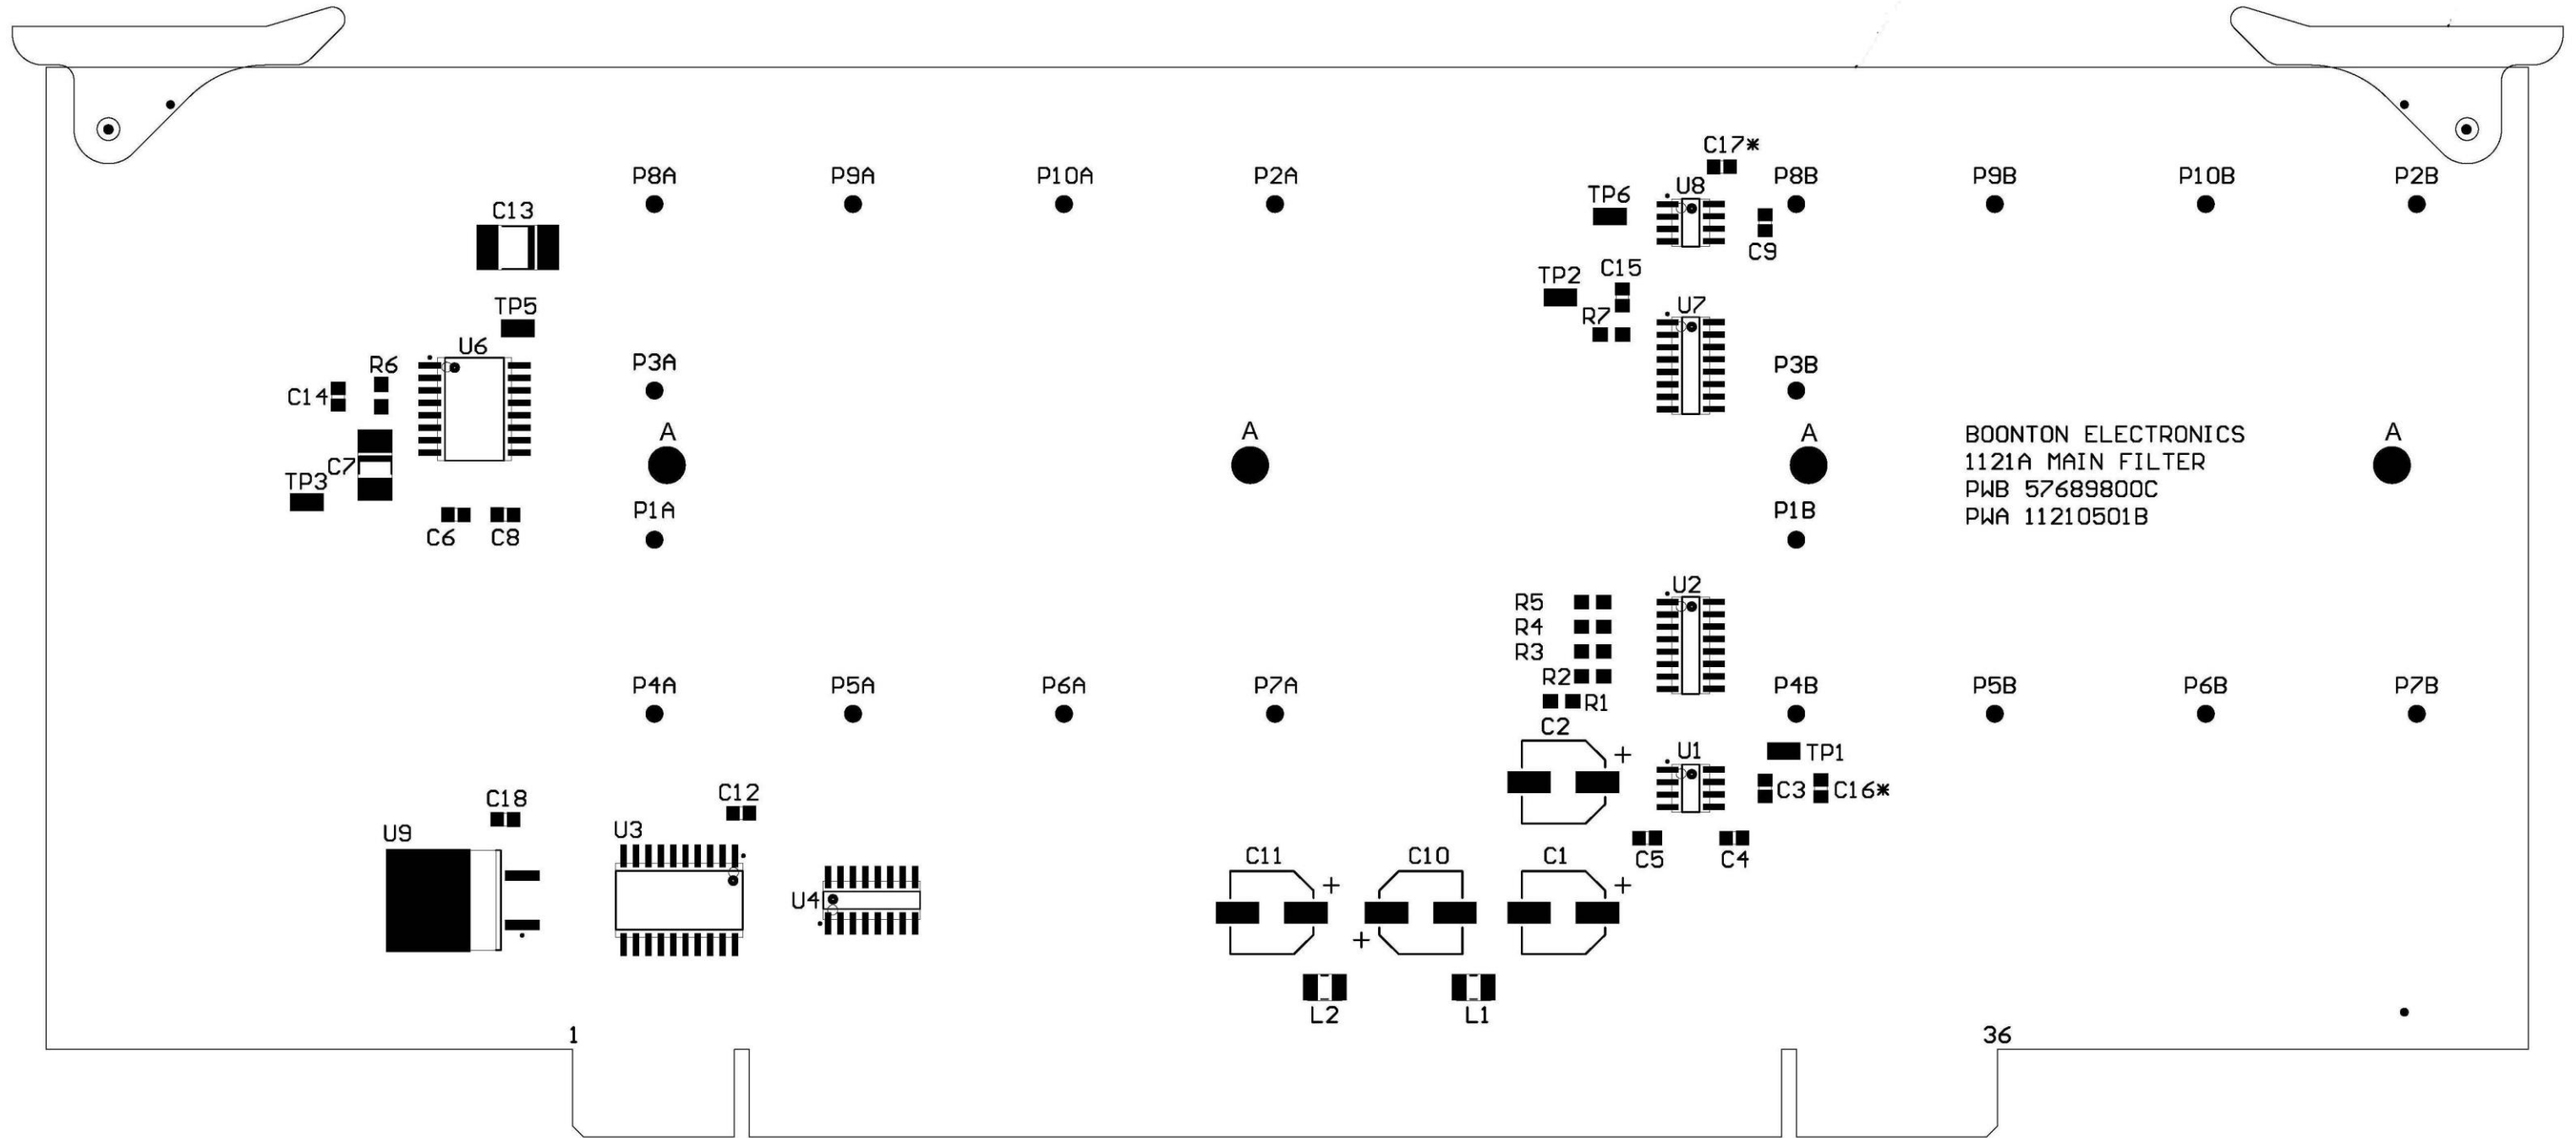 C17*
P8A
P9A
P10A
P2A
U8
P8B
P9B
P10B
P2B
TP6
C13
C9
TP2
C15
TP5
U7
R7
U6
R6
P3A
P3B
C14
A
A
A
A
BOONTON ELECTRONICS
1121A MAIN FILTER
PWB 57689800C
PWA 11210501B
C7
TP3
P1A
P1B
C6
C8
U2
R5
R4
R3
R2
R1
P4A
P5A
P6A
P7A
P4B
P5B
P6B
P7B
C2
+
U1
TP1
C3
C16*
C18
C12
U9
U3
C5
C4
C11
+
C10
+
C1
+
U4
L2
L1
1
36